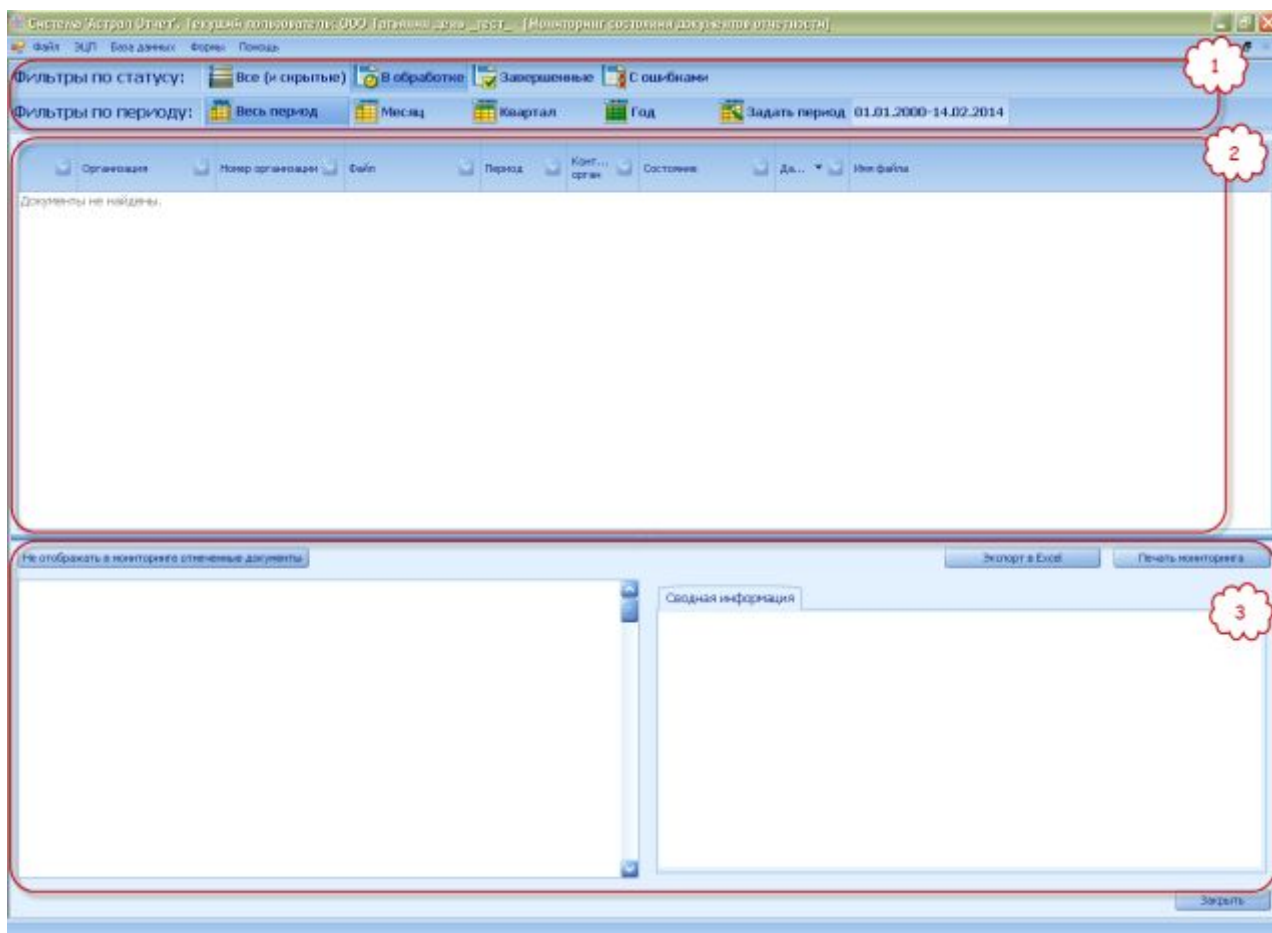 Система 'Астрал Отчет'. Текущий пользователь: ООО Татьянин день _тест_ - [Мониторинг состояния документов отчетности]
Файл ЭЦП База данных Формы Помощь
Фильтры по статусу: Все (и скрытые) В обработке Завершенные С ошибками
1
Фильтры по периоду: Весь период Месяц Квартал Год Задать период 01.01.2000-14.02.2014
2
Организация Номер организации Файл Период Конт... орган Состояние Да... Имя файла
Документы не найдены.
Не отображать в мониторинге отмеченные документы Экспорт в Excel Печать мониторинга
Сводная информация
3
Закрыть